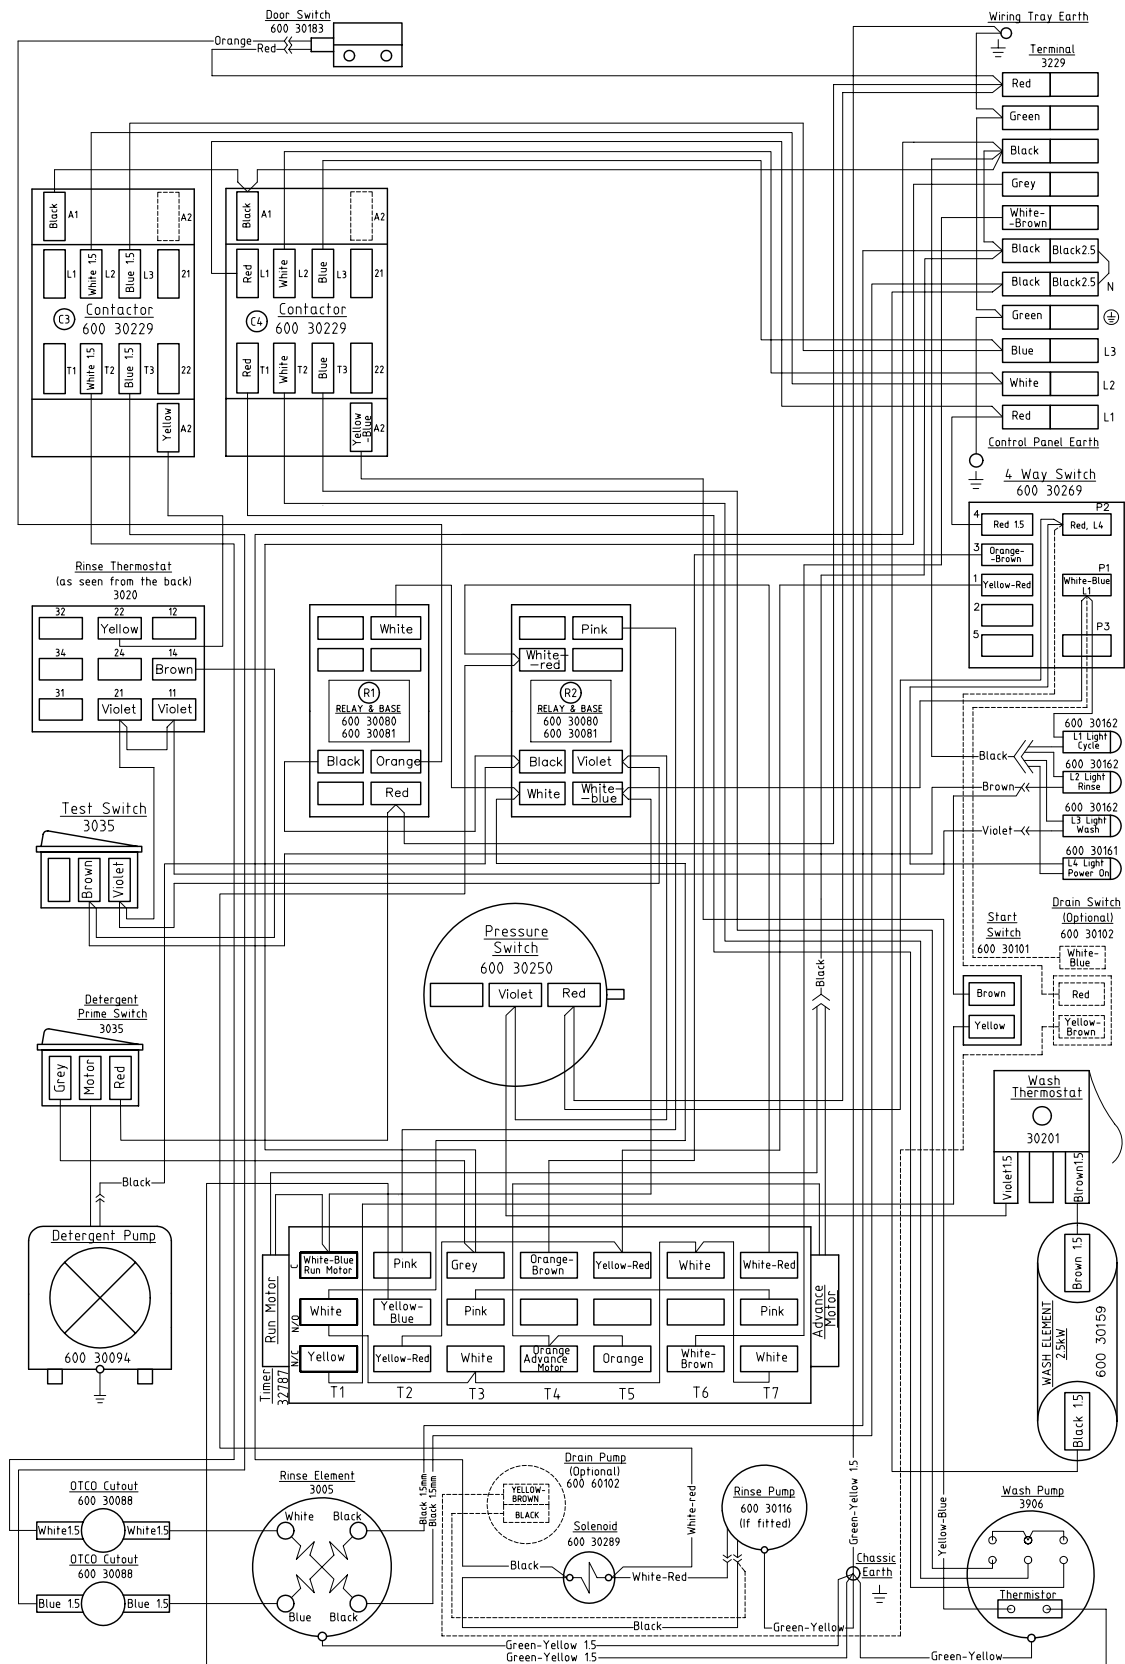 Door Switch
600 30183
Orange
Red
Wiring Tray Earth
Terminal
3229
Red
Green
Black
Grey
White-
-Brown
Black
Black2.5
Black
Black2.5
N
Green
Blue
L3
White
L2
Red
L1
Control Panel Earth
Black
A1
A2
L1
White 1.5
L2
Blue 1.5
L3
21
C3
Contactor
600 30229
T1
White 1.5
T2
Blue 1.5
T3
22
Yellow
A2
Black
A1
A2
Red
L1
White
L2
Blue
L3
21
C4
Contactor
600 30229
Red
T1
White
T2
Blue
T3
22
Yellow
-Blue
A2
4 Way Switch
600 30269
4
Red 1.5
P2
Red, L4
3
Orange-
-Brown
1
Yellow-Red
P1
White-Blue
L1
2
5
P3
Rinse Thermostat
(as seen from the back)
3020
32
22
12
Yellow
34
24
14
Brown
31
21
11
Violet
Violet
White
R1
RELAY & BASE
600 30080
600 30081
Black
Orange
Red
Pink
White-
-red
R2
RELAY & BASE
600 30080
600 30081
Black
Violet
White
White-
-blue
600 30162
L1 Light
Cycle
Black
600 30162
L2 Light
Rinse
Brown
600 30162
L3 Light
Wash
Violet
600 30161
L4 Light
Power On
Test Switch
3035
Brown
Violet
Pressure
Switch
600 30250
Violet
Red
Black
Start
Switch
600 30101
Brown
Yellow
Drain Switch
(Optional)
600 30102
White-
Blue
Red
Yellow-
Brown
Detergent
Prime Switch
3035
Grey
Motor
Red
Black
Wash
Thermostat
30201
Violet1.5
Blrown1.5
Detergent Pump
600 30094
Brown 1.5
WASH ELEMENT
2.5kW
600 30159
Black 1.5
Run Motor
C
N/O
N/C
Timer
32787
White-Blue
Run Motor
Pink
Grey
Orange-
Brown
Yellow-Red
White
White-Red
White
Yellow-
Blue
Pink
Pink
Yellow
Yellow-Red
White
Orange
Advance
Motor
Orange
White-
Brown
White
T1
T2
T3
T4
T5
T6
T7
Advance
Motor
OTCO Cutout
600 30088
White1.5
White1.5
OTCO Cutout
600 30088
Blue 1.5
Blue 1.5
Rinse Element
3005
White
Black
Blue
Black
Black 1.5mm
Black 1.5mm
Drain Pump
(Optional)
600 60102
YELLOW-
BROWN
BLACK
Solenoid
600 30289
Black
White-Red
White-red
Rinse Pump
600 30116
(If fitted)
Black
Green-Yellow
Green-Yellow 1.5
Chassic
Earth
Yellow-Blue
Wash Pump
3906
Thermistor
Green-Yellow
Green-Yellow 1.5
Green-Yellow 1.5